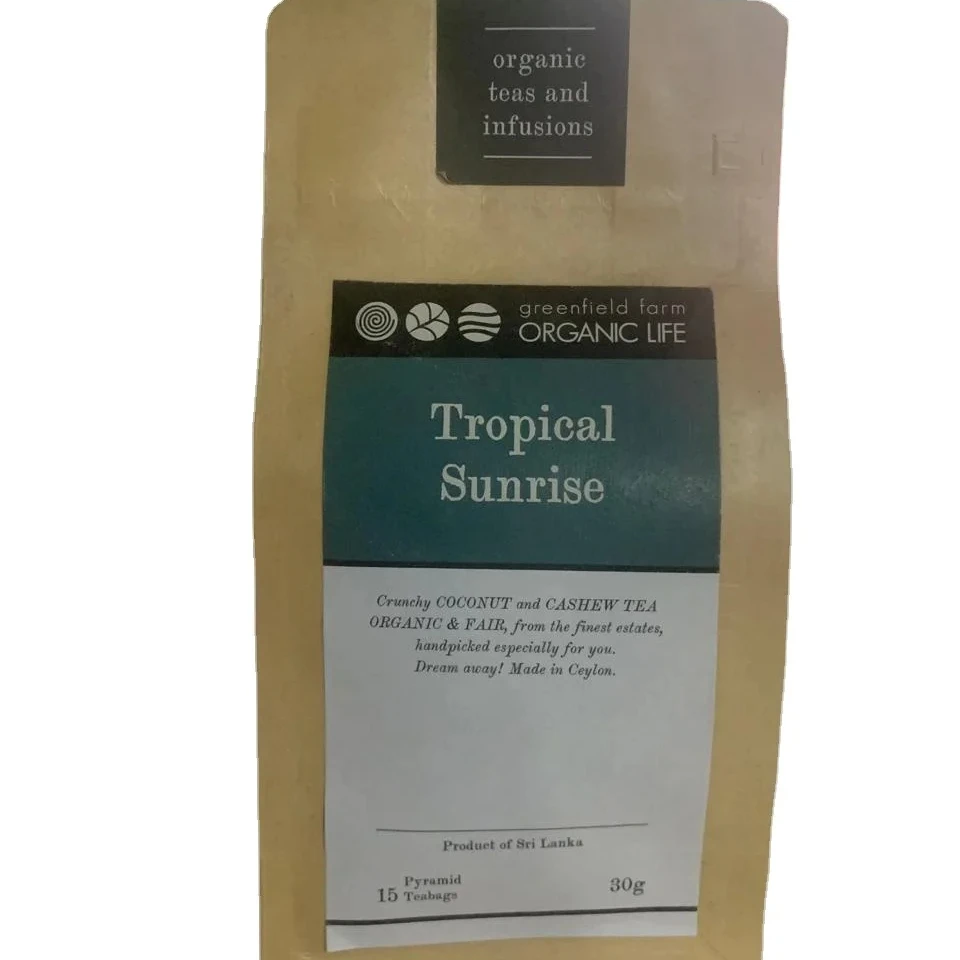 organic
teas and
infusions
greenfield farm
ORGANIC LIFE
Tropical
Sunrise
Crunchy COCONUT and CASHEW TEA
ORGANIC & FAIR, from the finest estates,
handpicked especially for you.
Dream away! Made in Ceylon.
Product of Sri Lanka
15 Pyramid
Teabags
30g